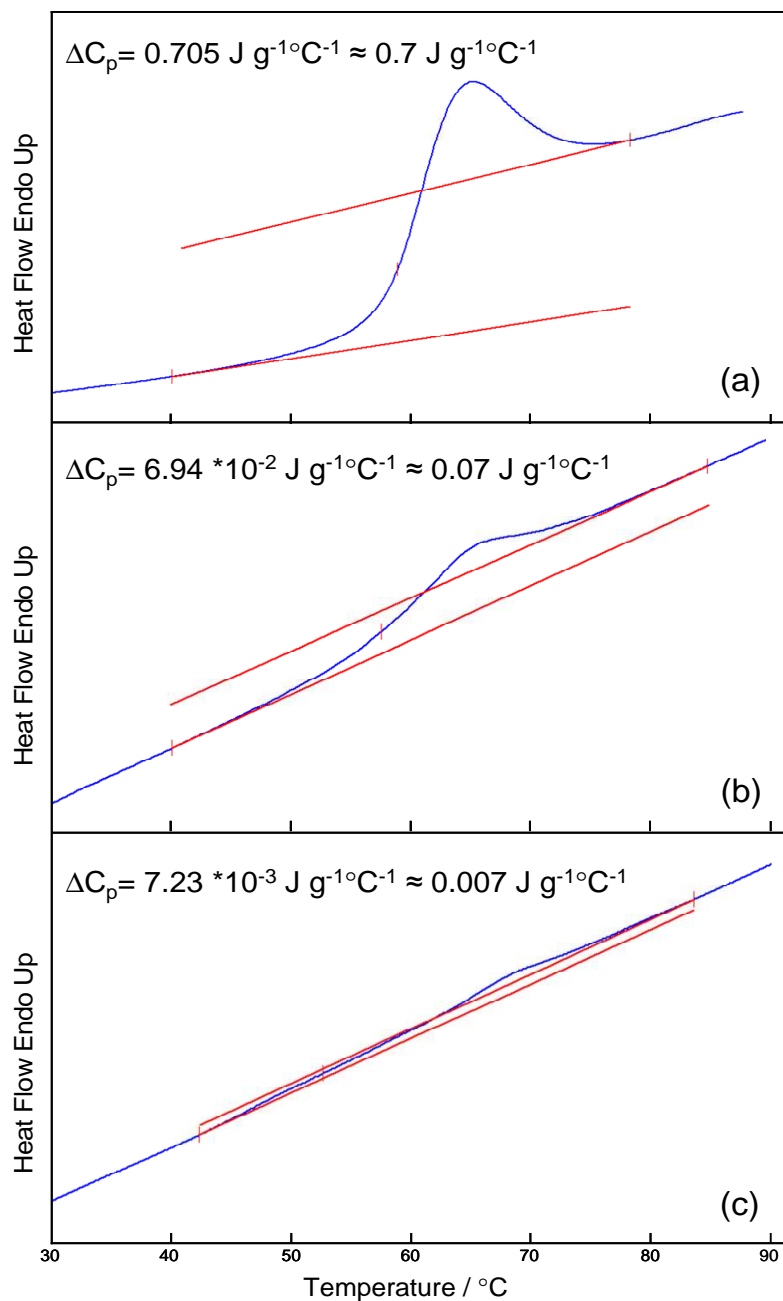 ΔCp= 0.705 J g⁻¹°C⁻¹ ≈ 0.7 J g⁻¹°C⁻¹
Heat Flow Endo Up
(a)
ΔCp= 6.94 *10⁻² J g⁻¹°C⁻¹ ≈ 0.07 J g⁻¹°C⁻¹
Heat Flow Endo Up
(b)
ΔCp= 7.23 *10⁻³ J g⁻¹°C⁻¹ ≈ 0.007 J g⁻¹°C⁻¹
Heat Flow Endo Up
(c)
30 40 50 60 70 80 90
Temperature / °C